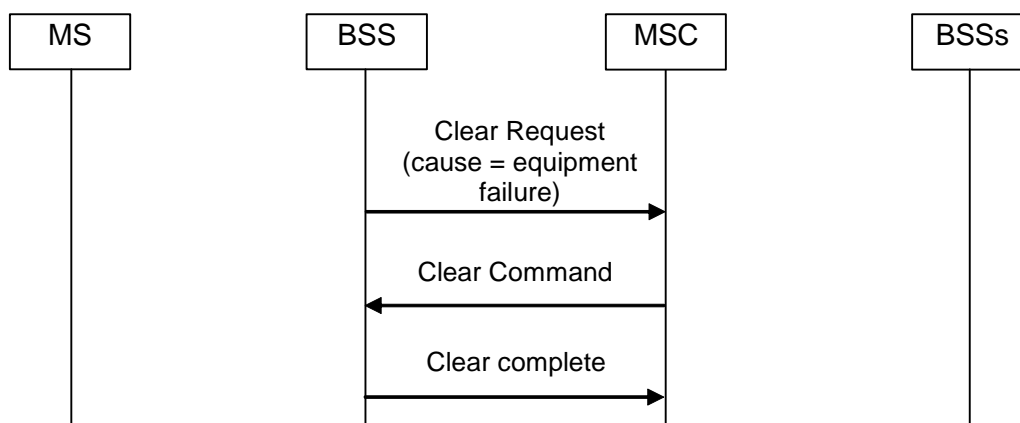 MS
BSS
MSC
BSSs
Clear Request
(cause = equipment
failure)
Clear Command
Clear complete